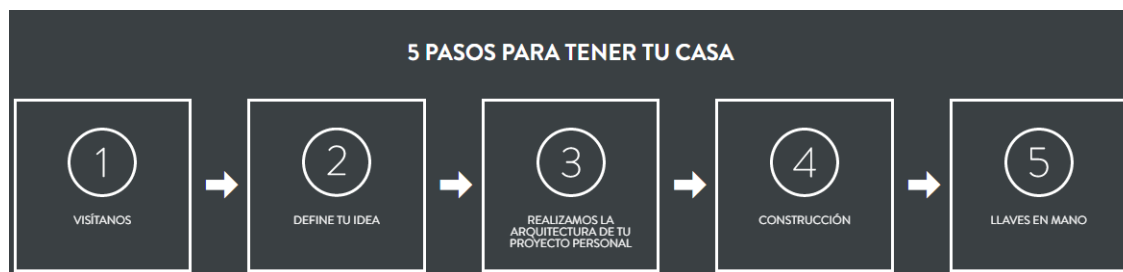 5 PASOS PARA TENER TU CASA
1
VISÍTANOS
2
DEFINE TU IDEA
3
REALIZAMOS LA
ARQUITECTURA DE TU
PROYECTO PERSONAL
4
CONSTRUCCIÓN
5
LLAVES EN MANO